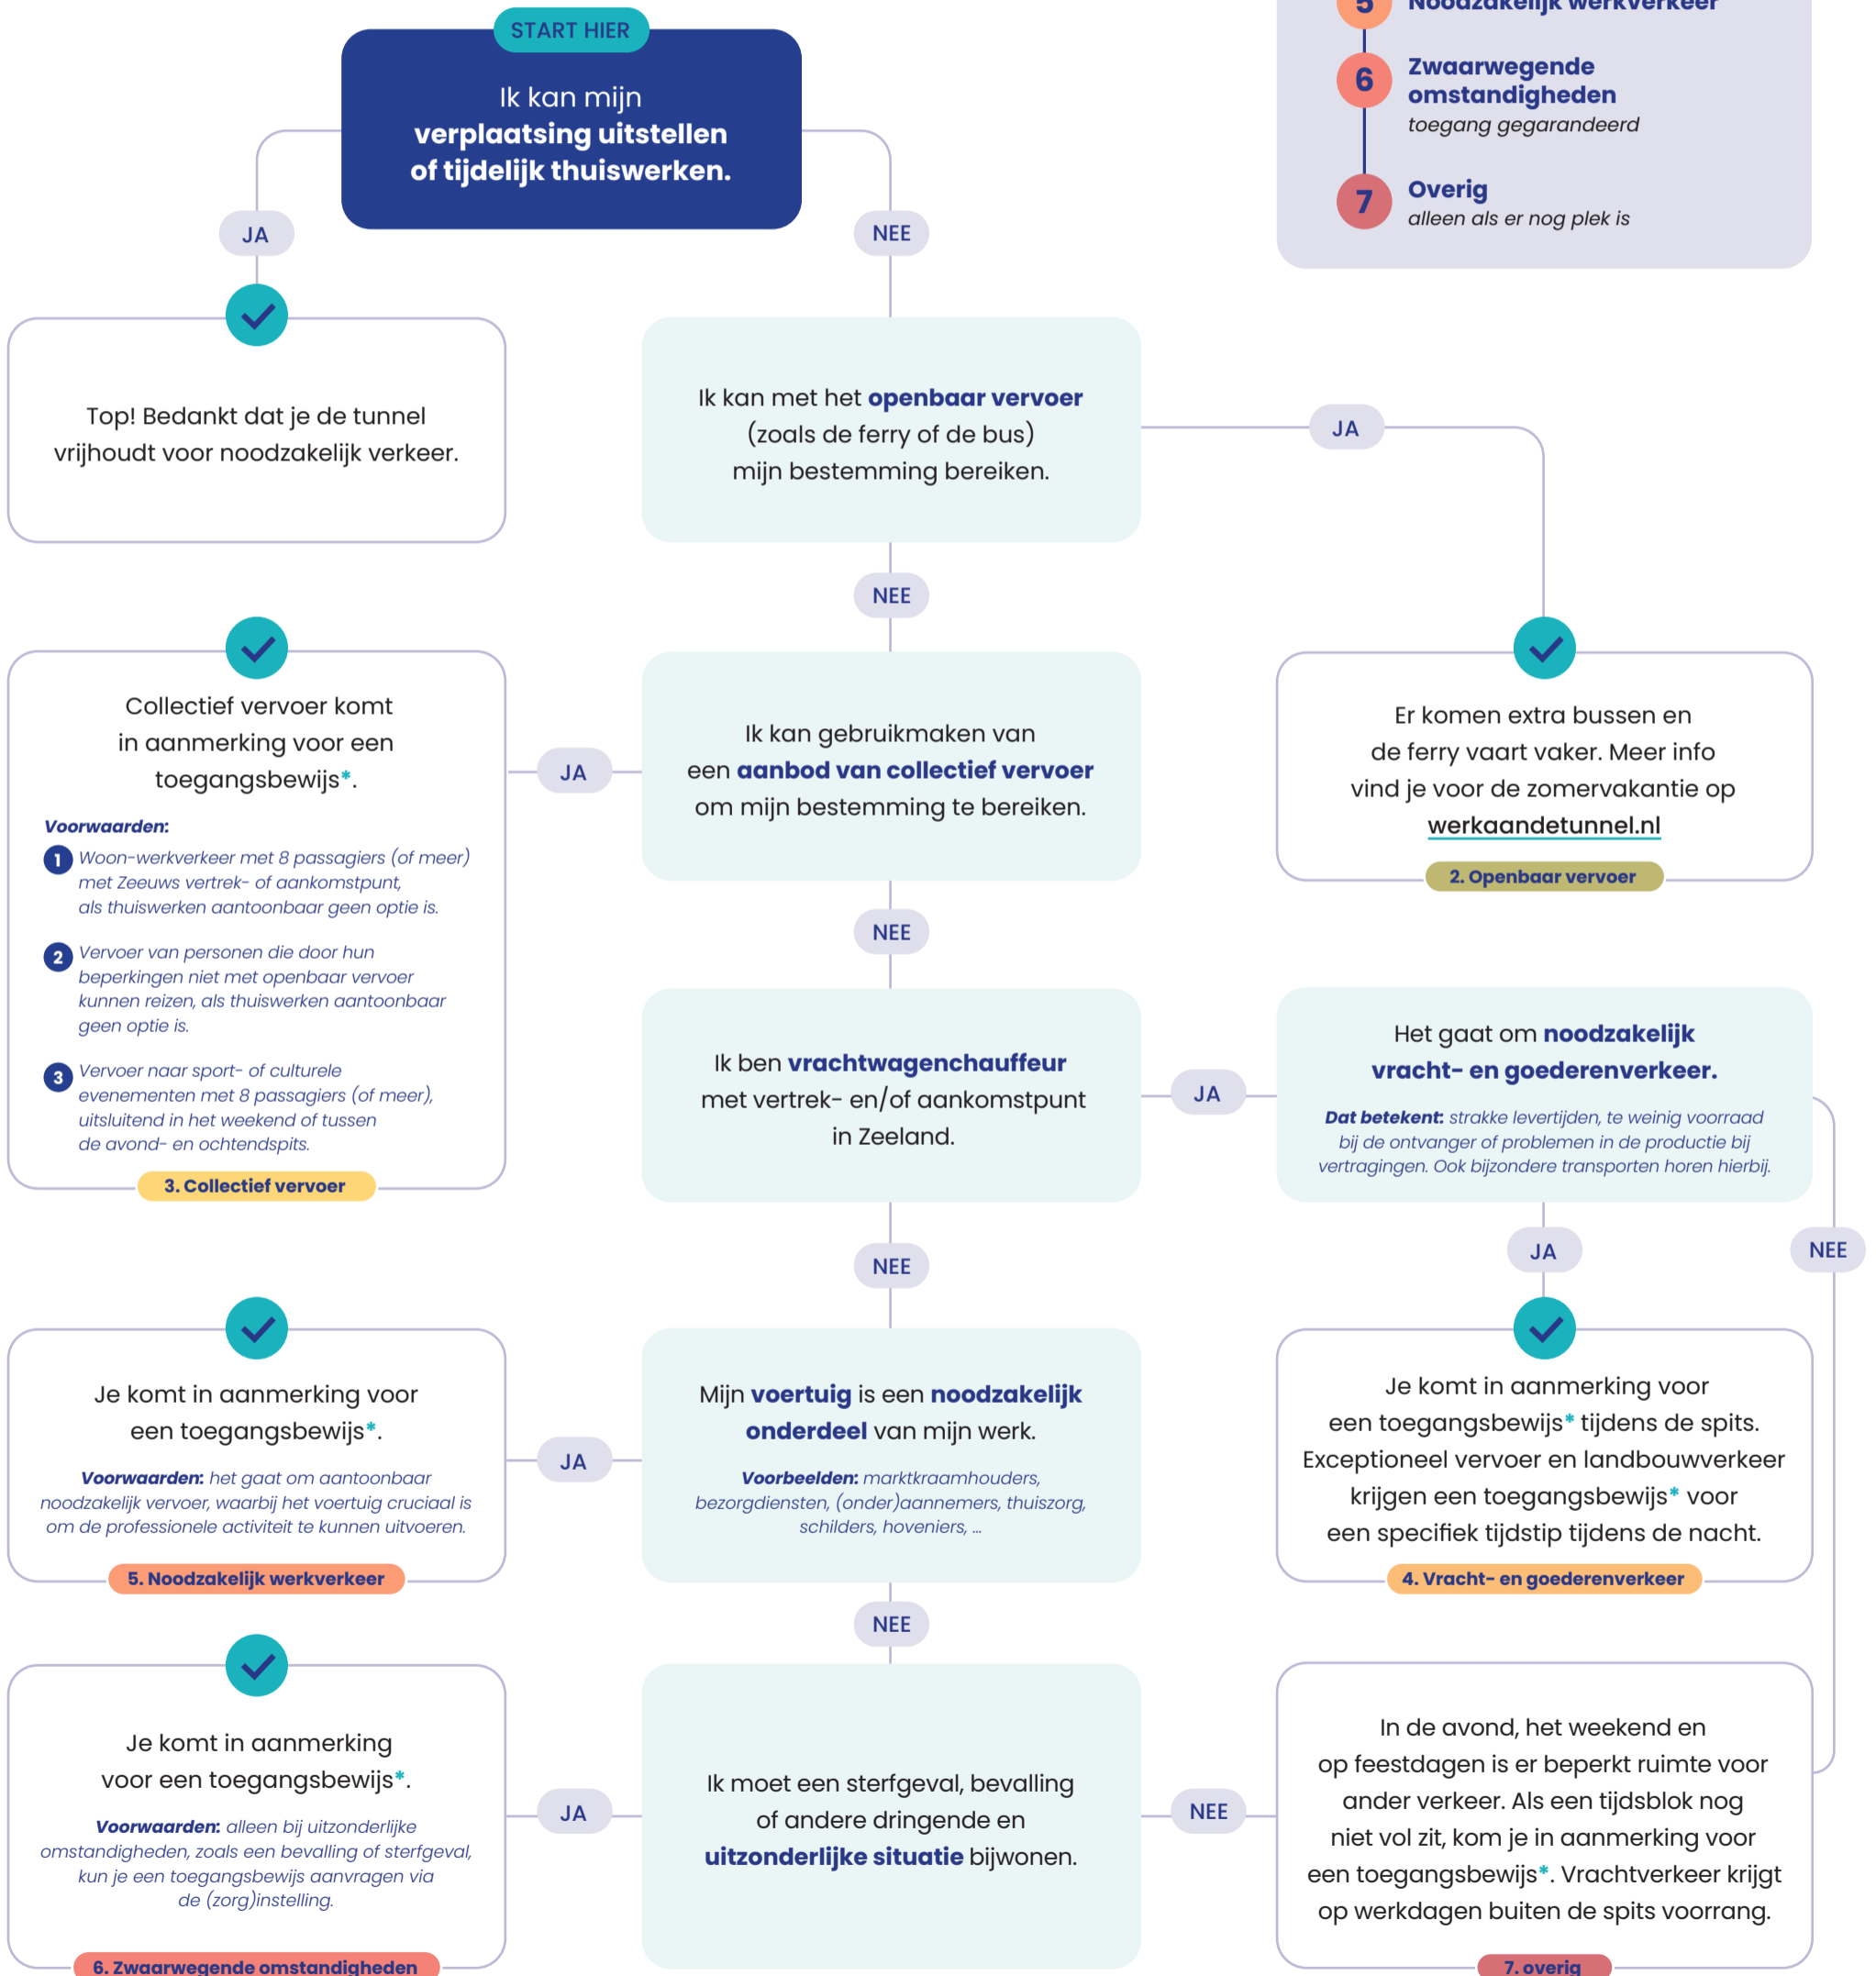 5 Noodzakelijk werkverkeer
START HIER
Ik kan mijn
verplaatsing uitstellen
of tijdelijk thuiswerken.
6
Zwaarwegende
omstandigheden
toegang gegarandeerd
7
Overig
alleen als er nog plek is
JA
NEE
Top! Bedankt dat je de tunnel
vrijhoudt voor noodzakelijk verkeer.
Ik kan met het openbaar vervoer
(zoals de ferry of de bus)
mijn bestemming bereiken.
JA
NEE
Collectief vervoer komt
in aanmerking voor een
toegangsbewijs*.
Voorwaarden:
1 Woon-werkverkeer met 8 passagiers (of meer)
met Zeeuws vertrek- of aankomstpunt,
als thuiswerken aantoonbaar geen optie is.
2 Vervoer van personen die door hun
beperkingen niet met openbaar vervoer
kunnen reizen, als thuiswerken aantoonbaar
geen optie is.
3 Vervoer naar sport- of culturele
evenementen met 8 passagiers (of meer),
uitsluitend in het weekend of tussen
de avond- en ochtendspits.
3. Collectief vervoer
JA
Ik kan gebruikmaken van
een aanbod van collectief vervoer
om mijn bestemming te bereiken.
Er komen extra bussen en
de ferry vaart vaker. Meer info
vind je voor de zomervakantie op
werkaandetunnel.nl
2. Openbaar vervoer
NEE
Ik ben vrachtwagenchauffeur
met vertrek- en/of aankomstpunt
in Zeeland.
JA
Het gaat om noodzakelijk
vracht- en goederenverkeer.
Dat betekent: strakke levertijden, te weinig voorraad
bij de ontvanger of problemen in de productie bij
vertragingen. Ook bijzondere transporten horen hierbij.
NEE
JA
NEE
Je komt in aanmerking voor
een toegangsbewijs*.
Voorwaarden: het gaat om aantoonbaar
noodzakelijk vervoer, waarbij het voertuig cruciaal is
om de professionele activiteit te kunnen uitvoeren.
5. Noodzakelijk werkverkeer
JA
Mijn voertuig is een noodzakelijk
onderdeel van mijn werk.
Voorbeelden: marktkraamhouders,
bezorgdiensten, (onder)aannemers, thuiszorg,
schilders, hoveniers, ...
Je komt in aanmerking voor
een toegangsbewijs* tijdens de spits.
Exceptioneel vervoer en landbouwverkeer
krijgen een toegangsbewijs* voor
een specifiek tijdstip tijdens de nacht.
4. Vracht- en goederenverkeer
NEE
Je komt in aanmerking
voor een toegangsbewijs*.
Voorwaarden: alleen bij uitzonderlijke
omstandigheden, zoals een bevalling of sterfgeval,
kun je een toegangsbewijs aanvragen via
de (zorg)instelling.
6. Zwaarwegende omstandigheden
JA
Ik moet een sterfgeval, bevalling
of andere dringende en
uitzonderlijke situatie bijwonen.
NEE
In de avond, het weekend en
op feestdagen is er beperkt ruimte voor
ander verkeer. Als een tijdsblok nog
niet vol zit, kom je in aanmerking voor
een toegangsbewijs*. Vrachtverkeer krijgt
op werkdagen buiten de spits voorrang.
7. overig